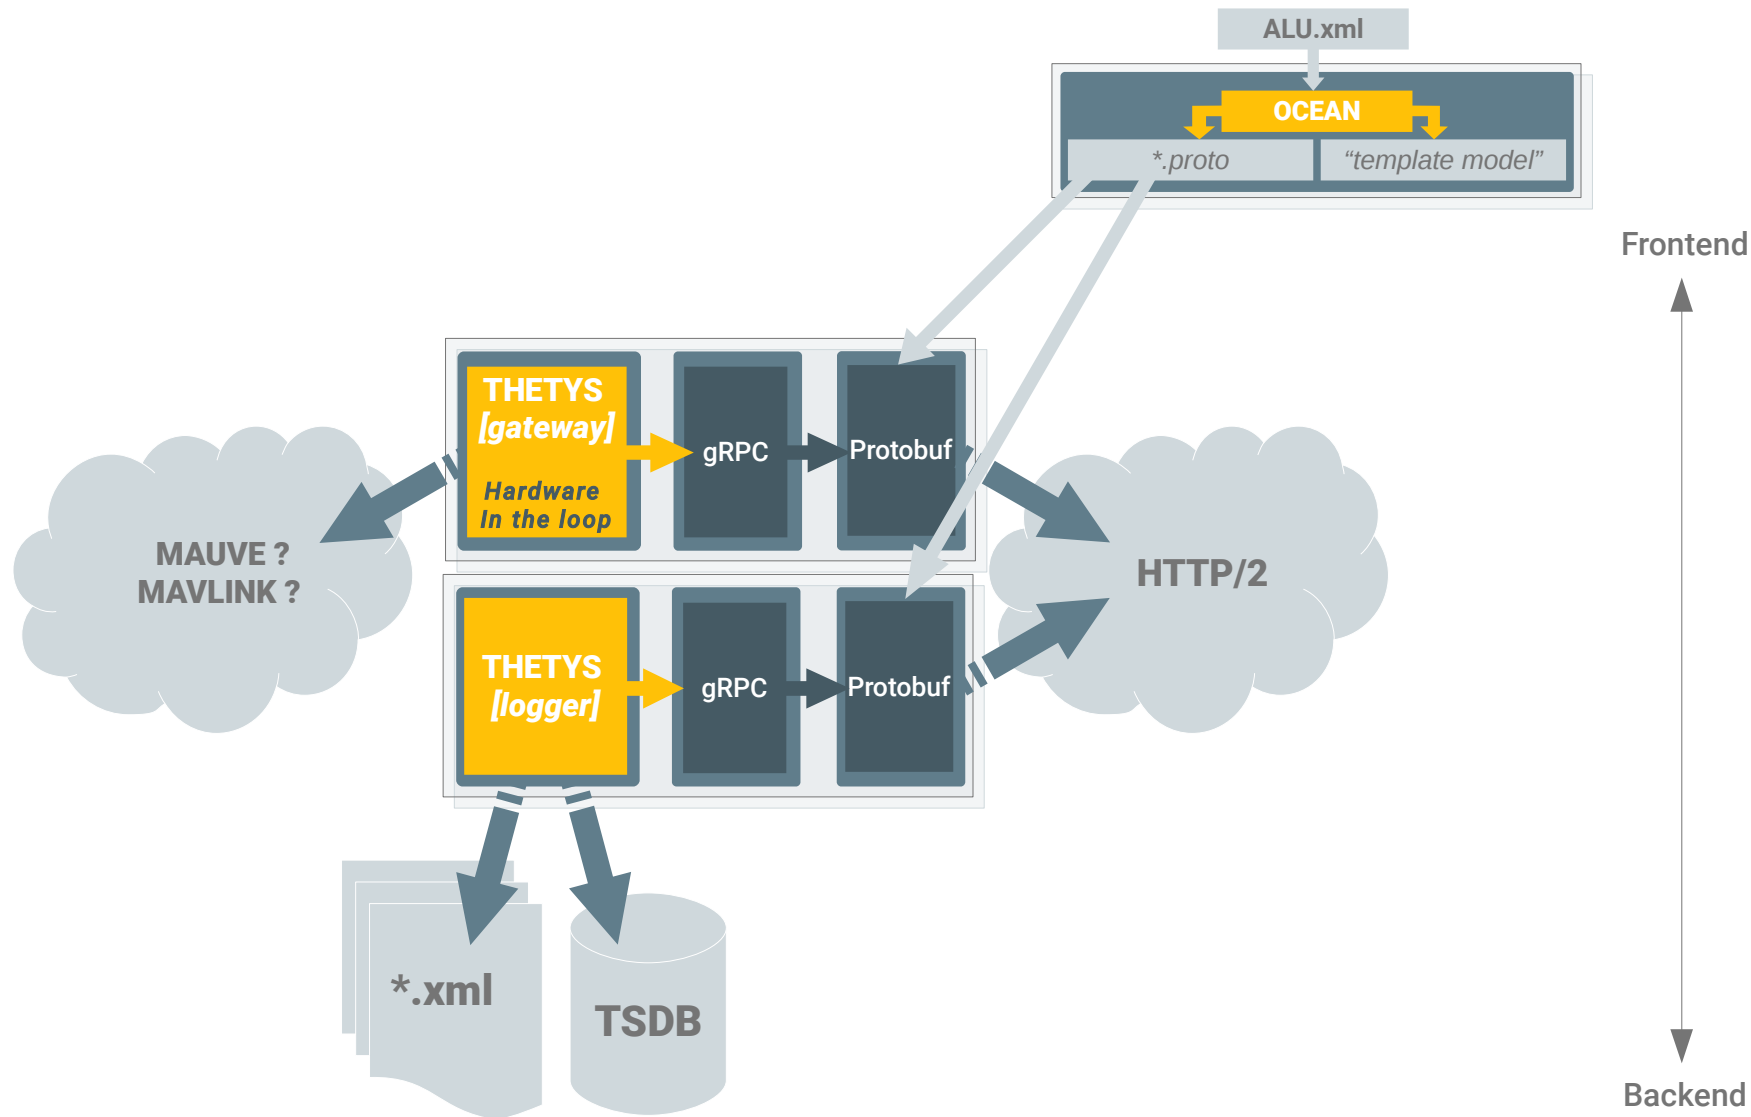 ALU.xml
OCEAN
*.proto
“template model”
Frontend
THETYS
[gateway]
Hardware
In the loop
gRPC
Protobuf
MAUVE ?
MAVLINK ?
HTTP/2
THETYS
[logger]
gRPC
Protobuf
*.xml
TSDB
Backend